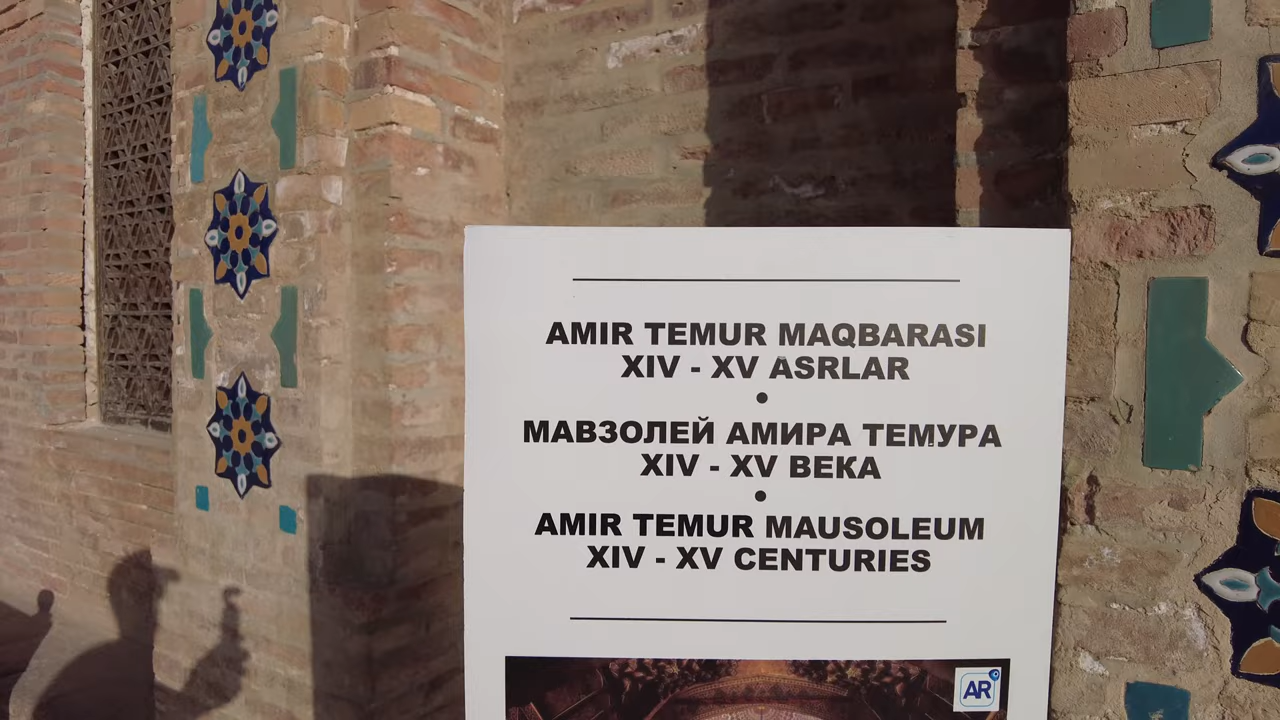 AMIR TEMUR MAQBARASI
XIV - XV ASRLAR
МАВЗОЛЕЙ АМИРА ТЕМУРА
XIV - XV ВЕКА
AMIR TEMUR MAUSOLEUM
XIV - XV CENTURIES
AR